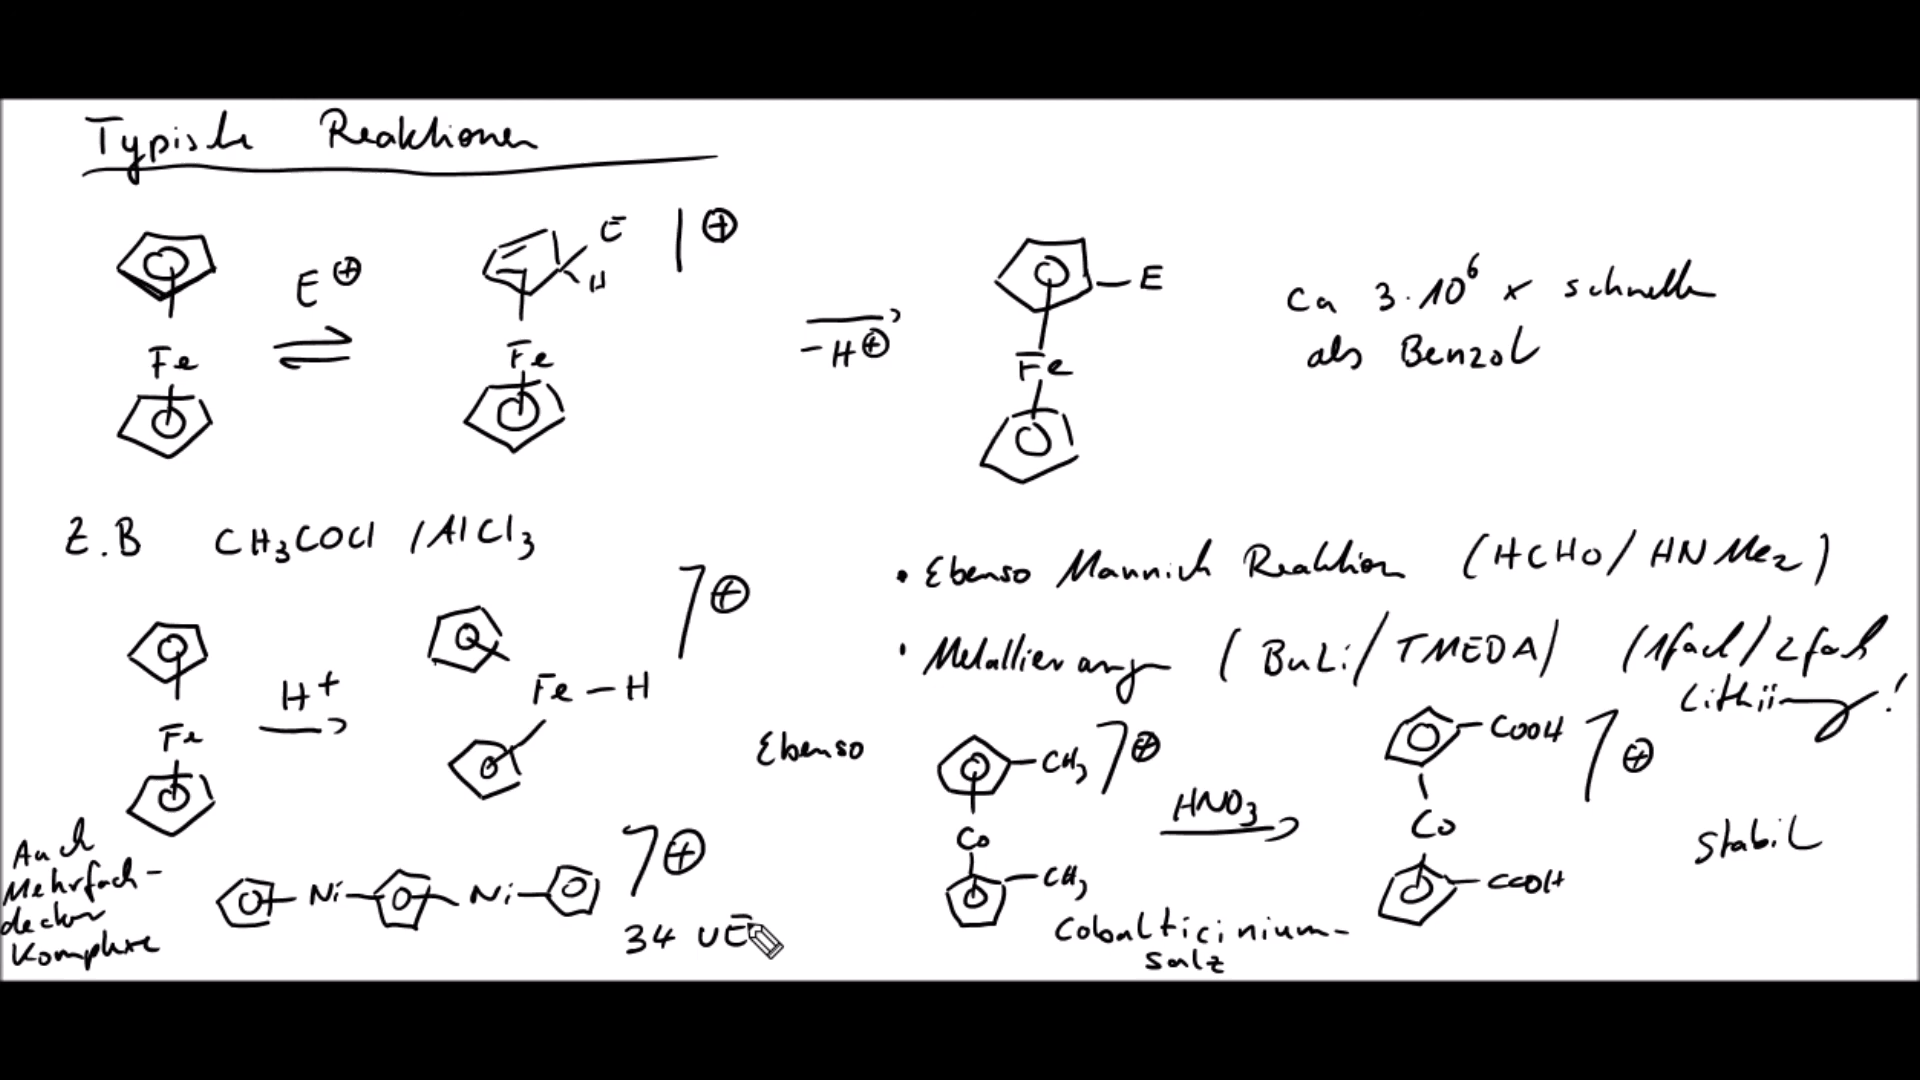 Typische Reaktionen
E⊕
E
H
⊕
Fe
Fe
-H⊕
E
Fe
ca 3·10⁶ x schneller
als Benzol
Z.B CH₃COCl /AlCl₃
• Ebenso Mannich Reaktion (HCHO/HNMe₂)
• Metallierung (BuLi/TMEDA) (1fach/2fach
Lithiierung!
Fe
H+
Fe-H
⊕
Ebenso
CH₃
⊕
Co
CH₃
HNO₃
COOH
⊕
Co
COOH
stabil
Cobalticinium-
salz
Auch
Mehrfach-
decker
Komplexe
Ni
Ni
⊕
34 VE